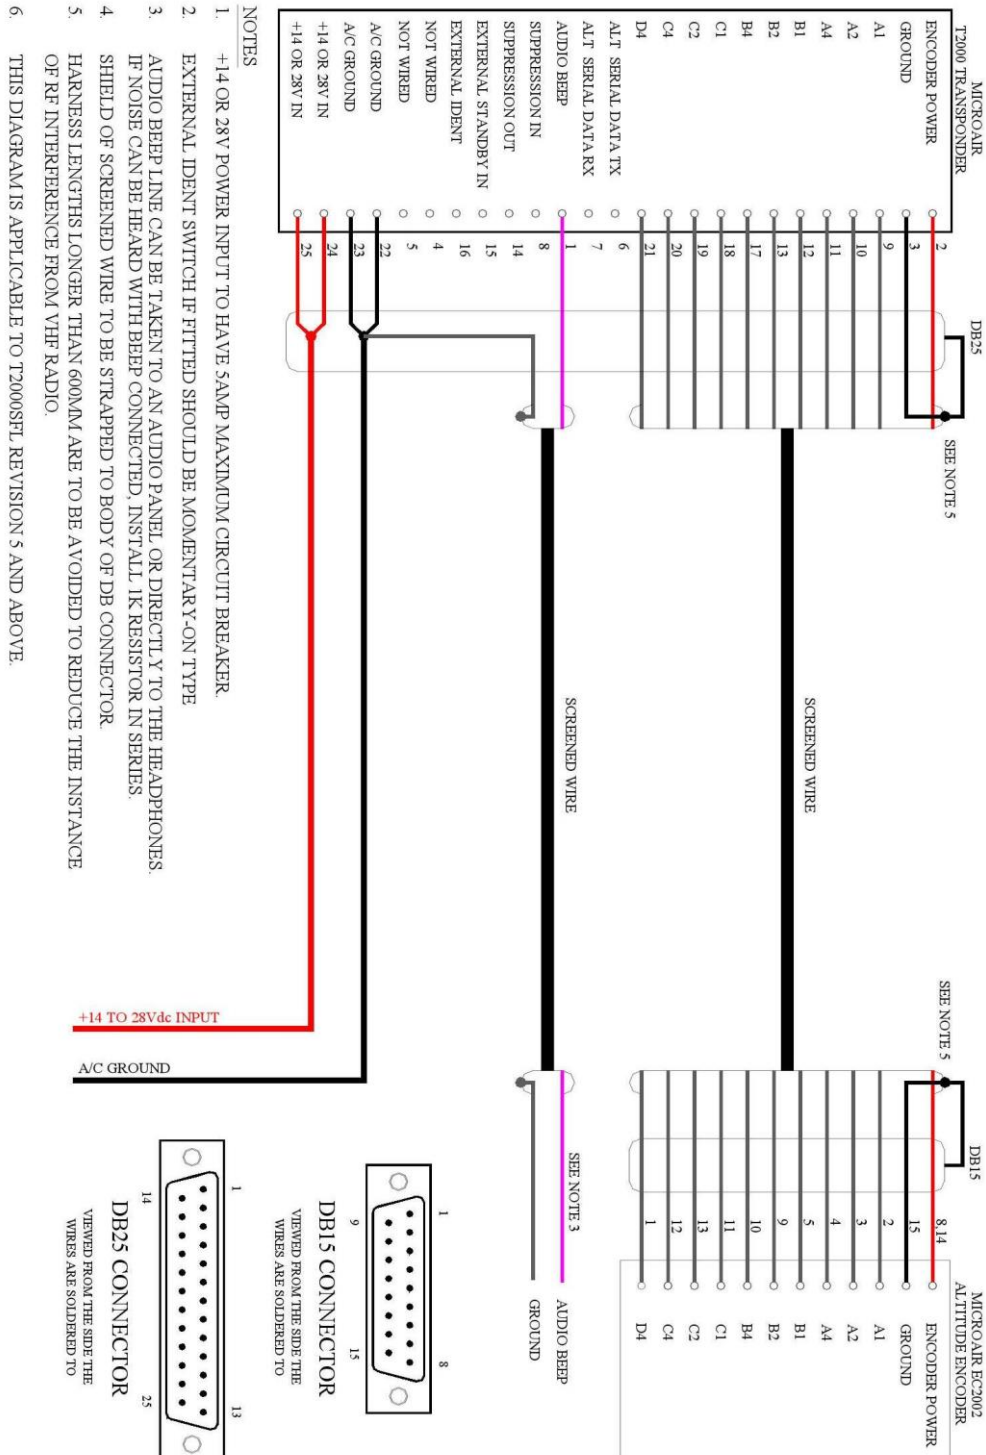 MICROAIR
T2000 TRANSPONDER
DB25
SEE NOTE 5
SEE NOTE 5
DB15
MICROAIR EC2002
ALTITUDE ENCODER
ENCODER POWER 2 8,14 ENCODER POWER
GROUND 3 15 GROUND
A1 9 2 A1
A2 10 3 A2
A4 11 4 A4
B1 12 SCREENED WIRE 5 B1
B2 13 9 B2
B4 17 10 B4
C1 18 11 C1
C2 19 13 C2
C4 20 12 C4
D4 21 1 D4
ALT SERIAL DATA TX 6
ALT SERIAL DATA RX 7
SCREENED WIRE
SEE NOTE 3
AUDIO BEEP 1 AUDIO BEEP
SUPPRESSION IN 8 GROUND
SUPPRESSION OUT 14
EXTERNAL STANDBY IN 15
EXTERNAL IDENT 16
NOT WIRED 4
NOT WIRED 5
A/C GROUND 22
A/C GROUND 23
+14 OR 28V IN 24
+14 OR 28V IN 25
+14 TO 28Vdc INPUT
A/C GROUND
1
8
9
15
DB15 CONNECTOR
VIEWED FROM THE SIDE THE
WIRES ARE SOLDERED TO
1
13
14
25
DB25 CONNECTOR
VIEWED FROM THE SIDE THE
WIRES ARE SOLDERED TO
NOTES
1. +14 OR 28V POWER INPUT TO HAVE 5AMP MAXIMUM CIRCUIT BREAKER.
2. EXTERNAL IDENT SWITCH IF FITTED SHOULD BE MOMENTARY-ON TYPE
3. AUDIO BEEP LINE CAN BE TAKEN TO AN AUDIO PANEL OR DIRECTLY TO THE HEADPHONES.
IF NOISE CAN BE HEARD WITH BEEP CONNECTED, INSTALL 1K RESISTOR IN SERIES.
4. SHIELD OF SCREENED WIRE TO BE STRAPPED TO BODY OF DB CONNECTOR.
5. HARNESS LENGTHS LONGER THAN 600MM ARE TO BE AVOIDED TO REDUCE THE INSTANCE
OF RF INTERFERENCE FROM VHF RADIO.
6. THIS DIAGRAM IS APPLICABLE TO T2000SFL REVISION 5 AND ABOVE.